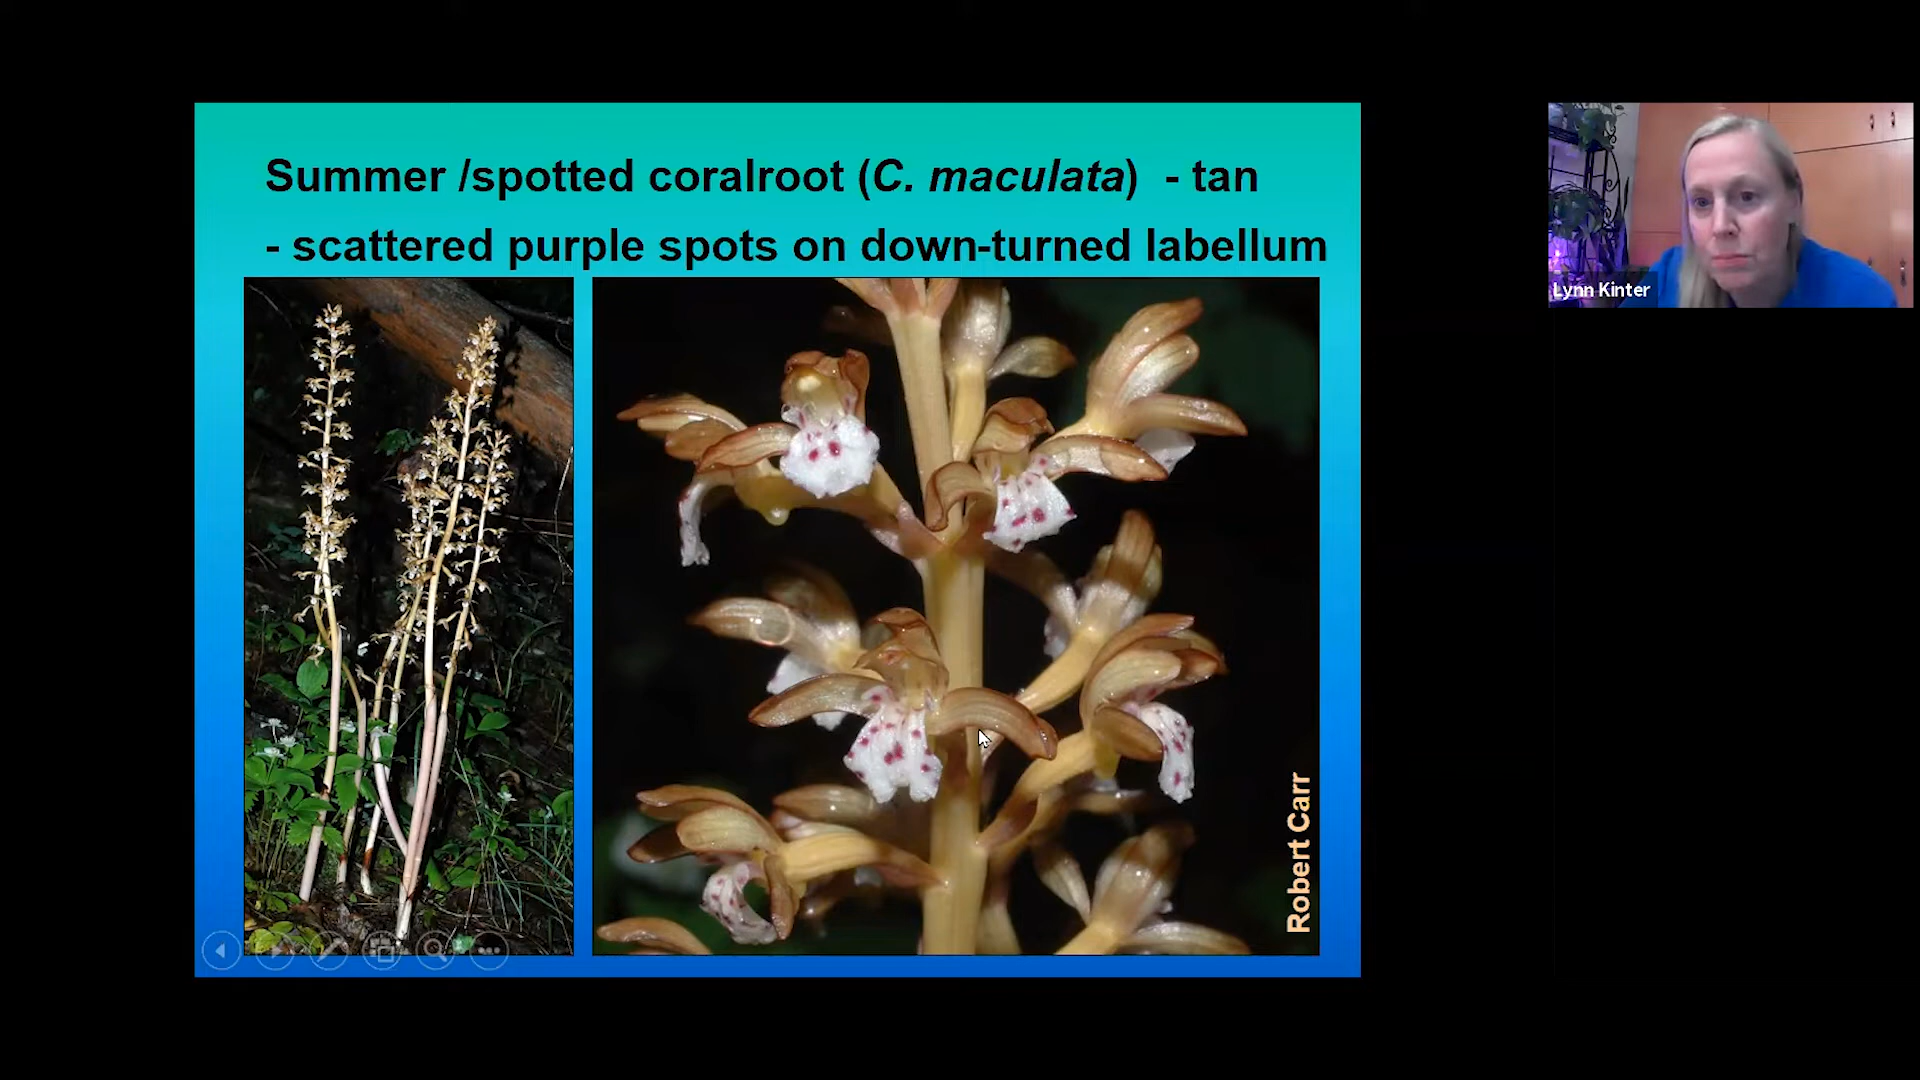 Summer /spotted coralroot (C. maculata)  - tan
- scattered purple spots on down-turned labellum
Robert Carr
Lynn Kinter